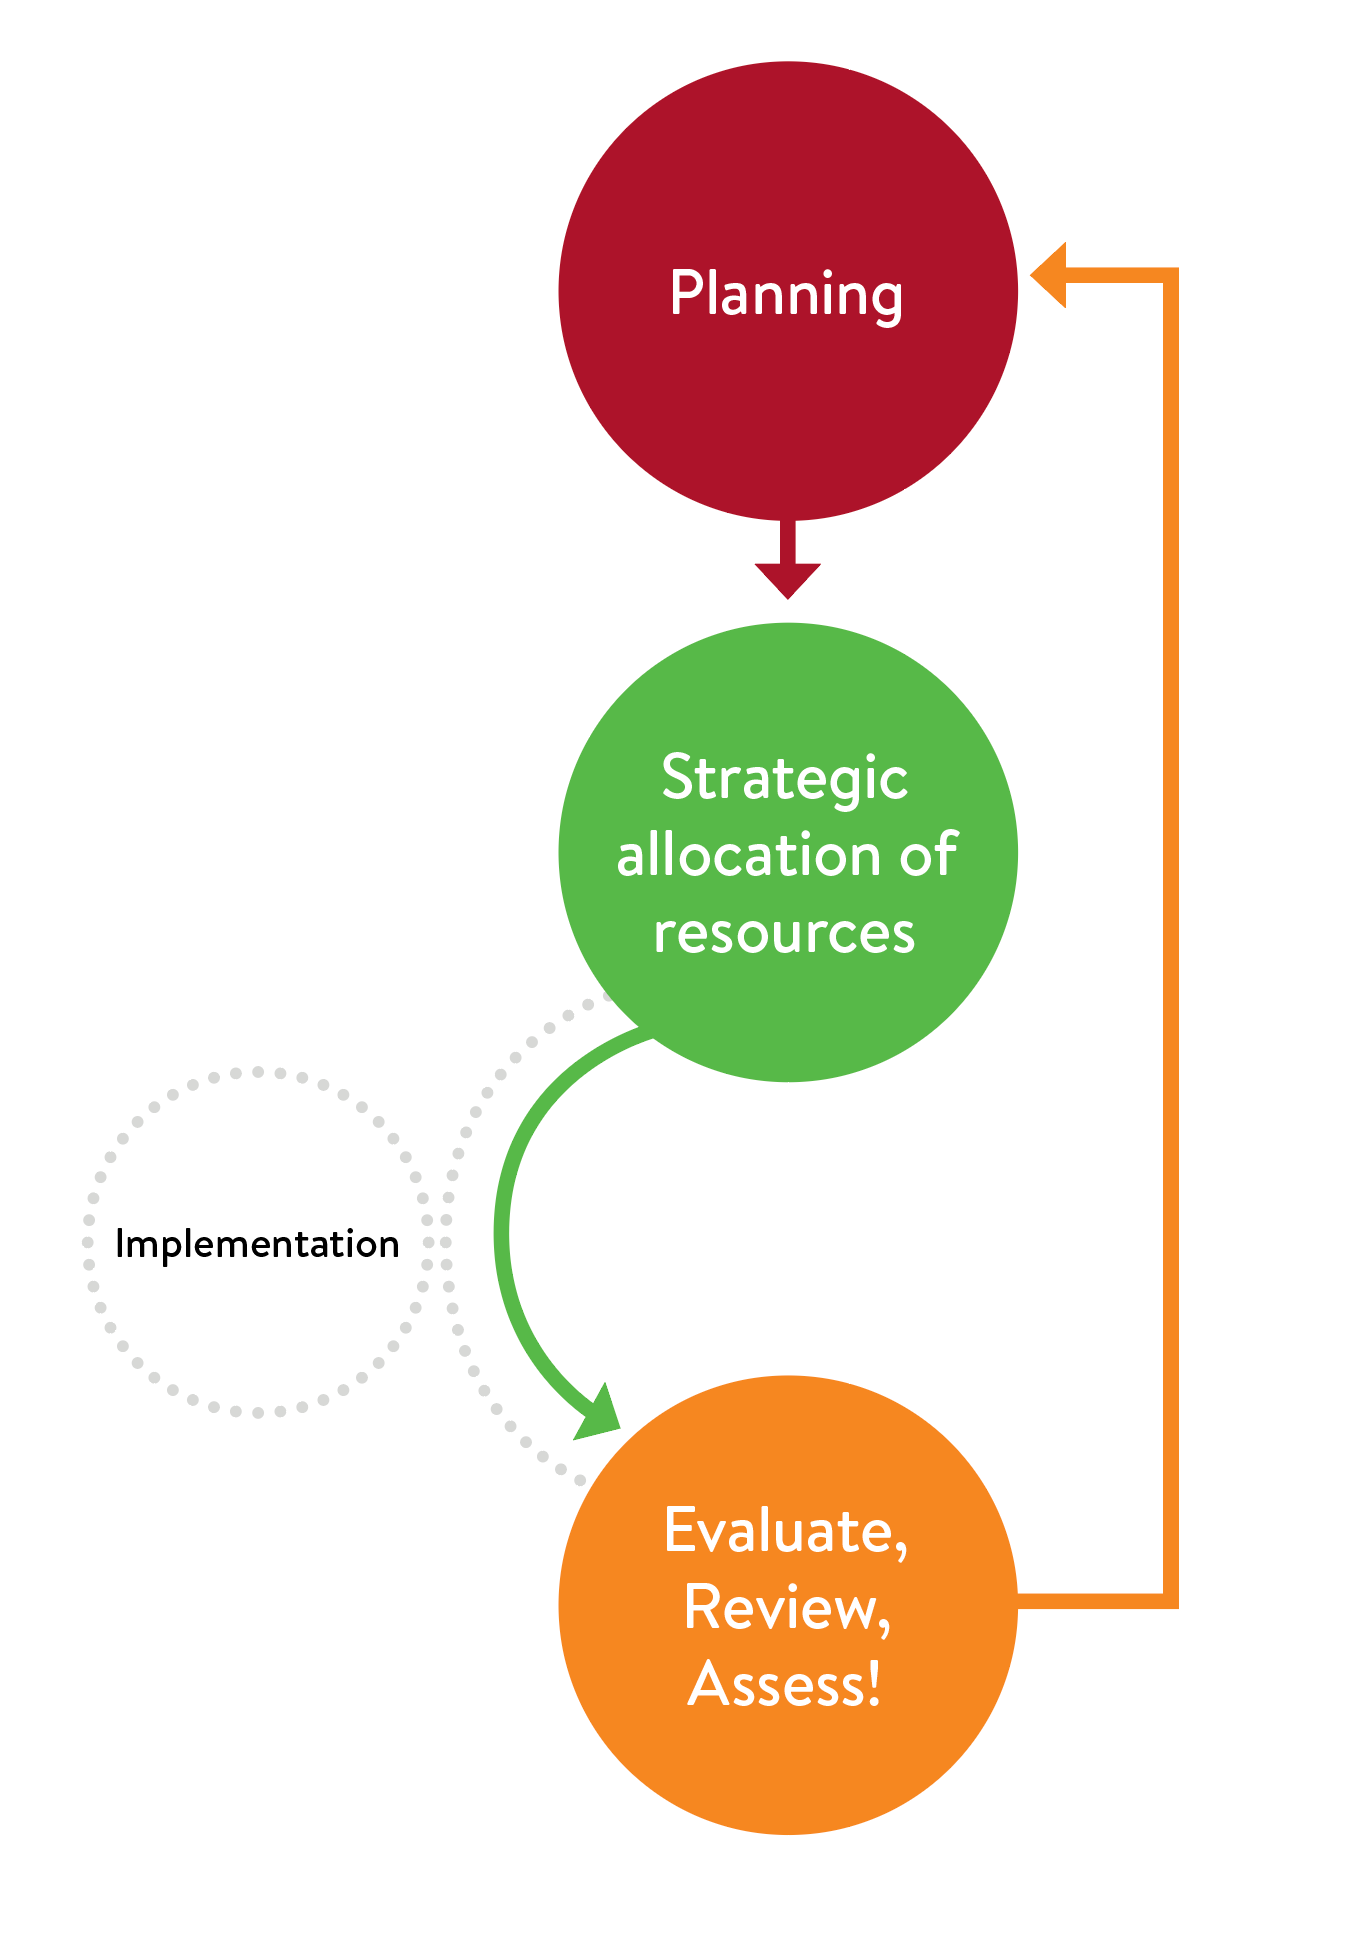 Planning
Strategic
allocation of
resources
Implementation
Evaluate,
Review,
Assess!